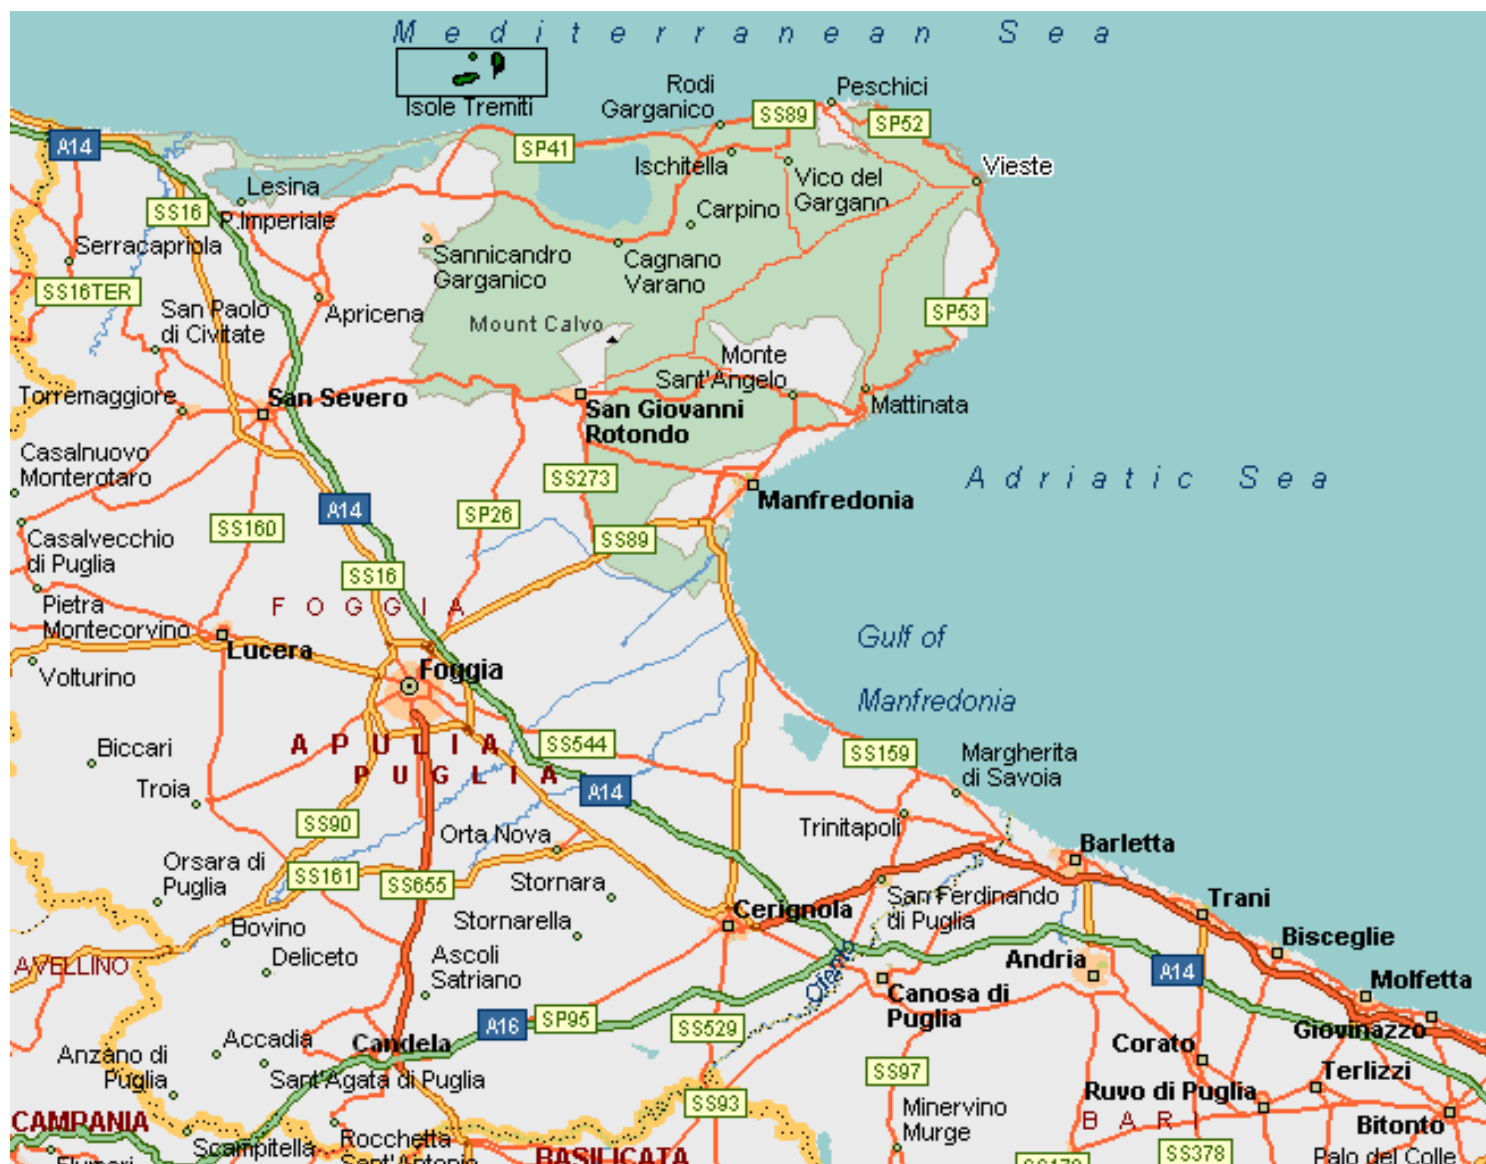 Mediterranean Sea
Isole Tremiti
Rodi
Garganico
Peschici
SS89
SP52
A14
SP41
Ischitella
Vico del
Gargano
Vieste
Lesina
SS16
P.Imperiale
Carpino
Serracapriola
Sannicandro
Garganico
Cagnano
Varano
SS16TER
San Paolo
di Civitate
Apricena
Mount Calvo
SP53
Monte
Sant'Angelo
Torremaggiore
San Severo
San Giovanni
Rotondo
Mattinata
Casalnuovo
Monterotaro
SS273
Adriatic Sea
A14
Manfredonia
SS160
SP26
SS89
Casalvecchio
di Puglia
SS16
FOGGIA
Pietra
Montecorvino
Lucera
Gulf of
Manfredonia
Volturino
Foggia
Biccari
APULIA
PUGLIA
SS544
SS159
Margherita
di Savoia
Troia
A14
SS90
Orta Nova
Trinitapoli
Barletta
Orsara di
Puglia
SS161
SS655
Stornara
San Ferdinando
di Puglia
Trani
Stornarella
Cerignola
Bovino
Bisceglie
AVELLINO
Deliceto
Ascoli
Satriano
Ofanto
Andria
A14
Molfetta
Canosa di
Puglia
A16
SP95
SS529
Giovinazzo
Accadia
Candela
Corato
Anzano di
Puglia
Sant'Agata di Puglia
SS97
Terlizzi
Ruvo di Puglia
CAMPANIA
SS93
Minervino
Murge
BARI
Bitonto
Scampitella
Rocchetta
Sant'Antonio
BASILICATA
SS378
Palo del Colle
Flumeri